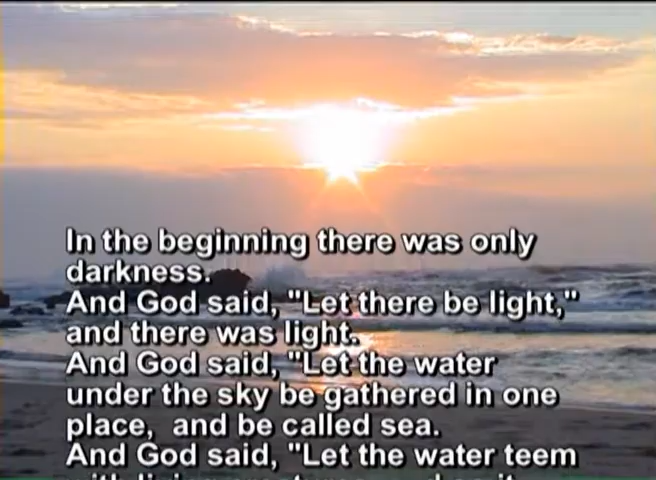 In the beginning there was only
darkness.
And God said, "Let there be light,"
and there was light.
And God said, "Let the water
under the sky be gathered in one
place,  and be called sea.
And God said, "Let the water teem